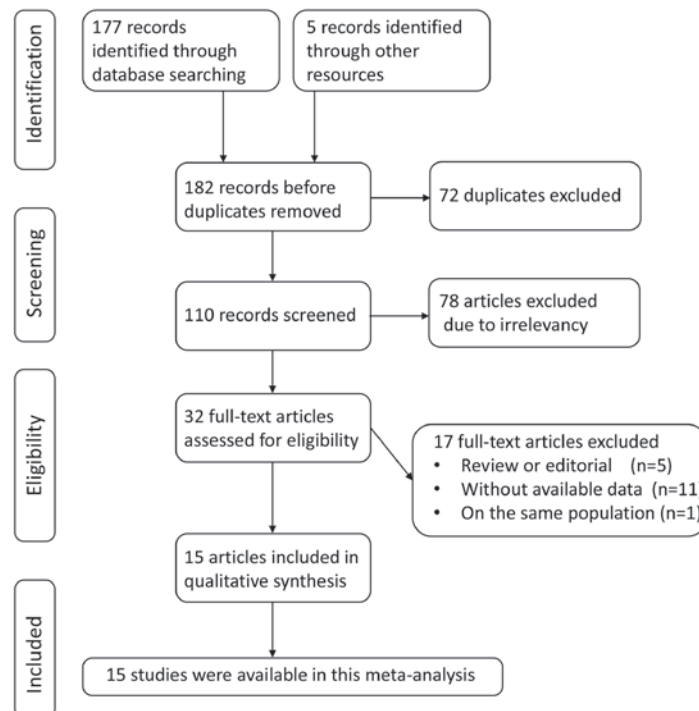 Identification
177 records
identified through
database searching
5 records identified
through other
resources
182 records before
duplicates removed
72 duplicates excluded
Screening
110 records screened
78 articles excluded
due to irrelevancy
Eligibility
32 full-text articles
assessed for eligibility
17 full-text articles excluded
• Review or editorial (n=5)
• Without available data (n=11)
• On the same population (n=1)
15 articles included in
qualitative synthesis
Included
15 studies were available in this meta-analysis